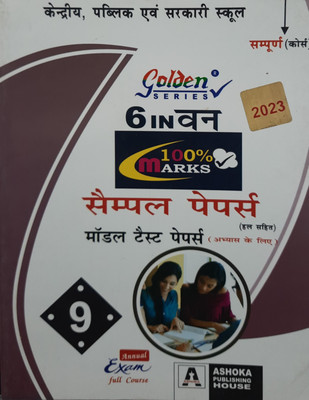 केन्द्रीय, पब्लिक एवं सरकारी स्कूल
सम्पूर्ण (कोर्स)
Golden
SERIES
2023
6 IN वन
100%
MARKS
सैम्पल पेपर्स
(हल सहित)
मॉडल टैस्ट पेपर्स (अभ्यास के लिए)
9
Annual
Exam
full Course
A
ASHOKA
PUBLISHING
HOUSE